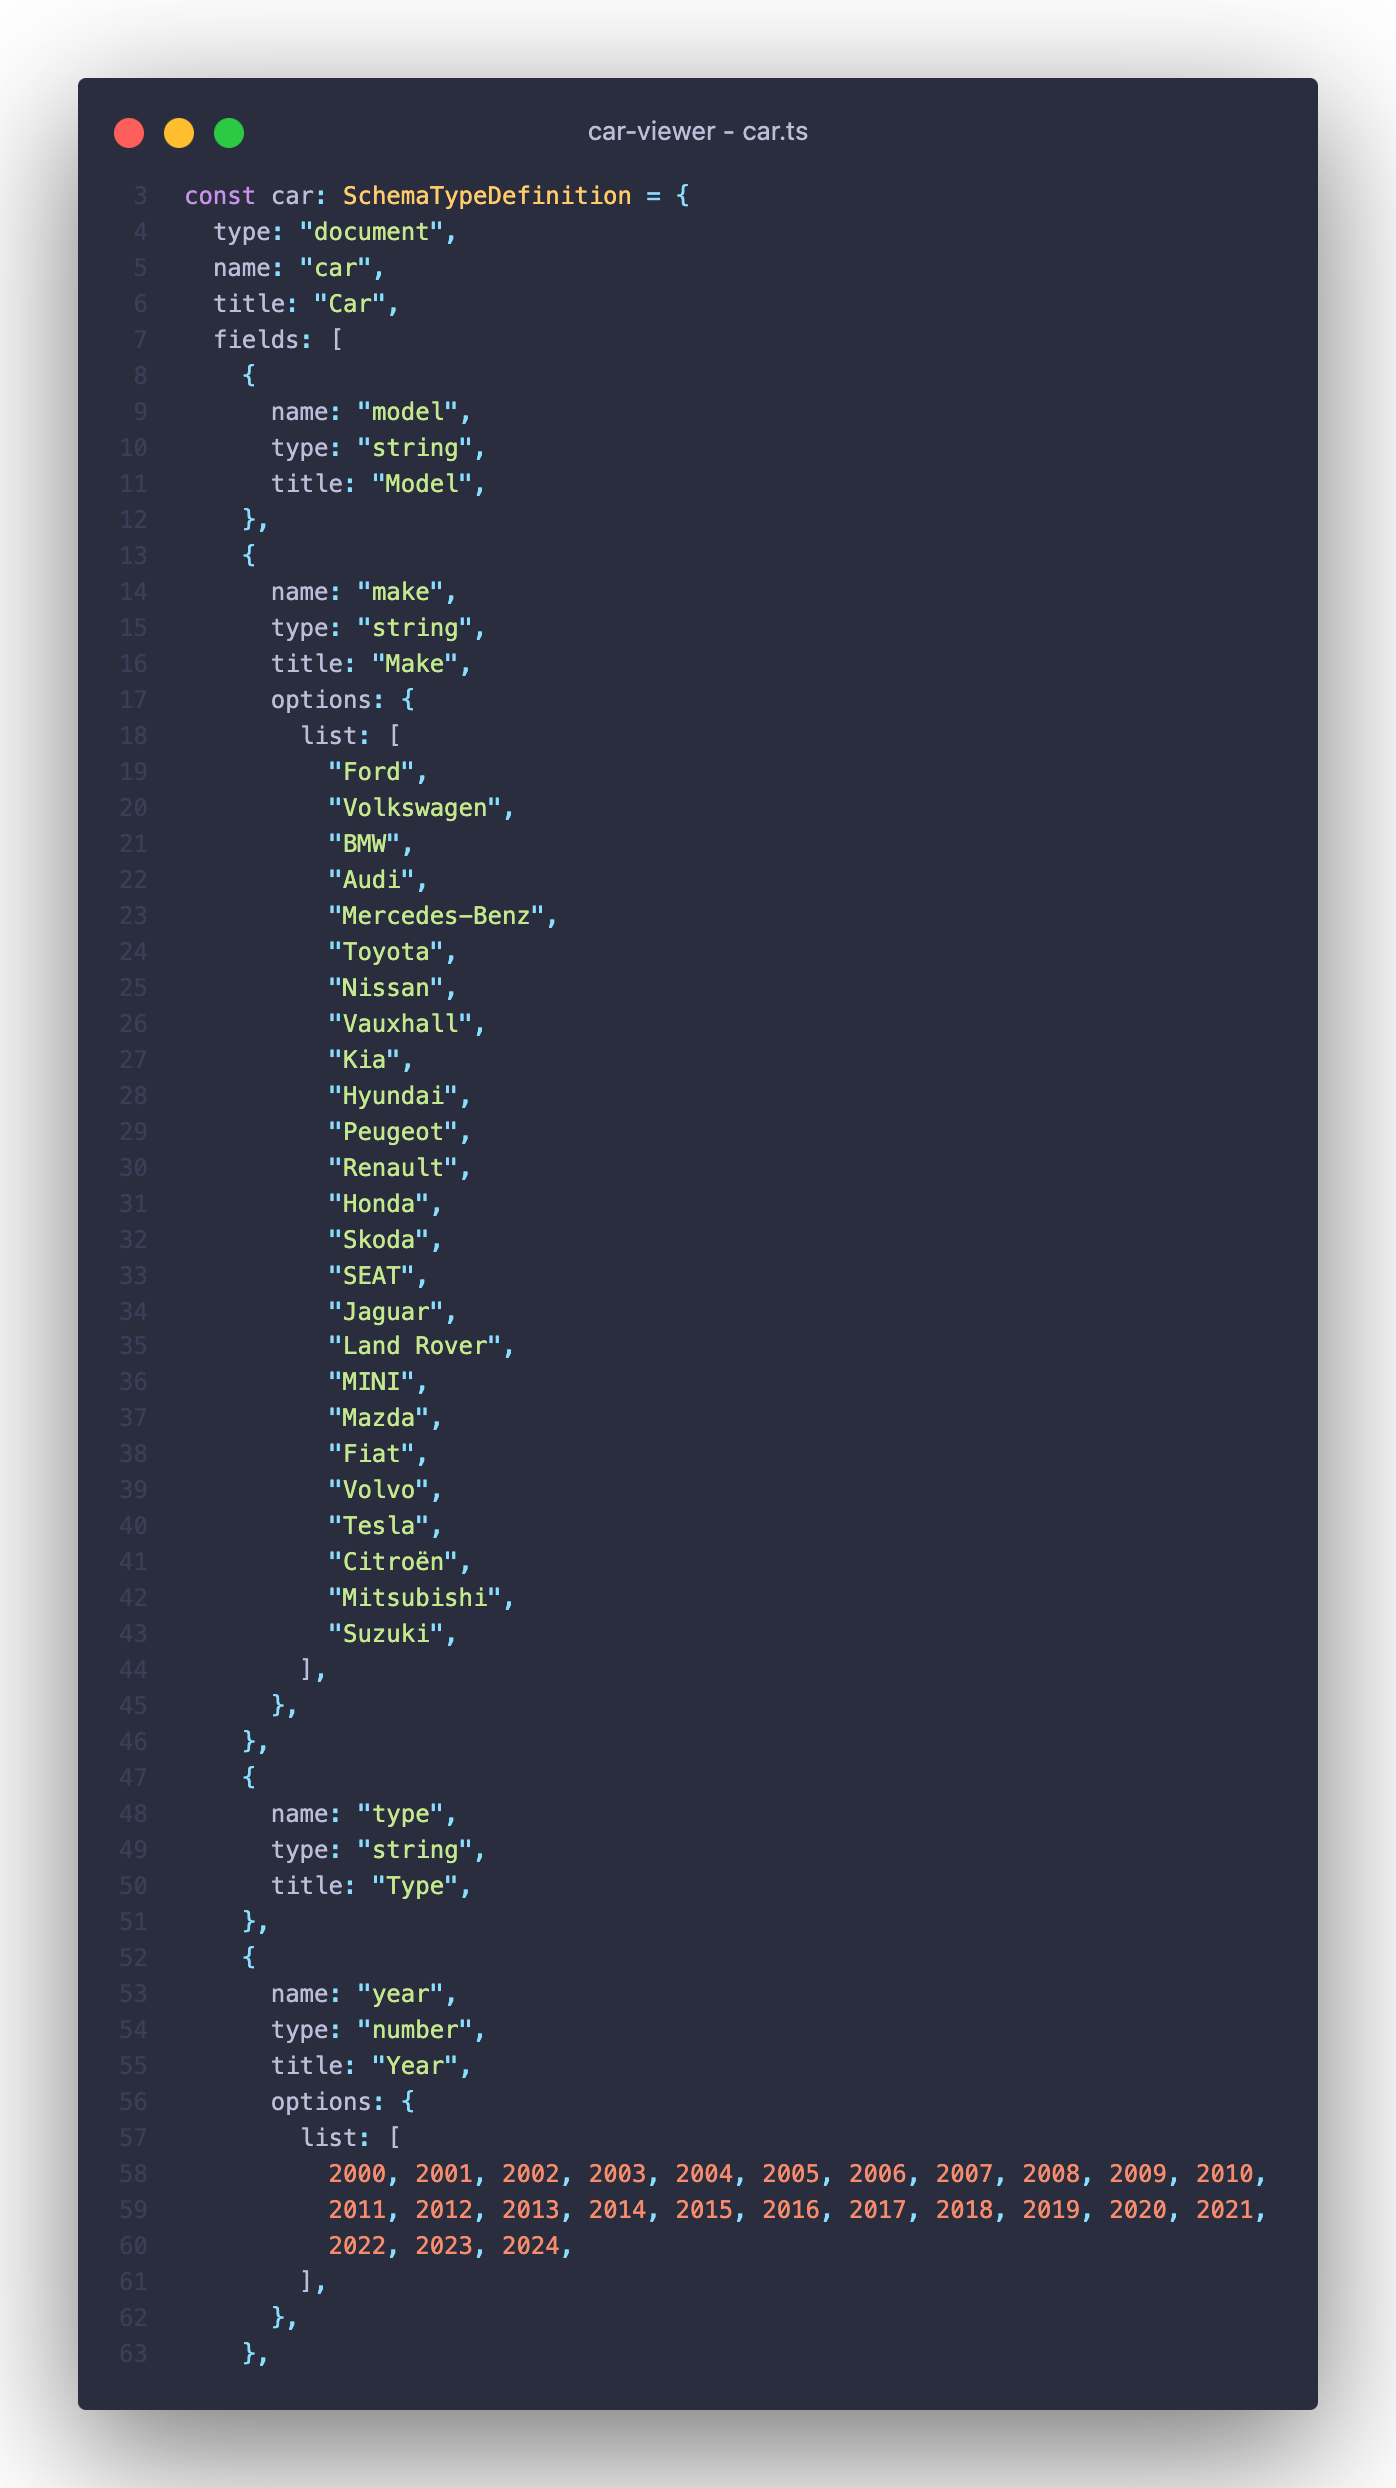 car-viewer - car.ts
3 const car: SchemaTypeDefinition = {
4   type: "document",
5   name: "car",
6   title: "Car",
7   fields: [
8     {
9       name: "model",
10       type: "string",
11       title: "Model",
12     },
13     {
14       name: "make",
15       type: "string",
16       title: "Make",
17       options: {
18         list: [
19           "Ford",
20           "Volkswagen",
21           "BMW",
22           "Audi",
23           "Mercedes-Benz",
24           "Toyota",
25           "Nissan",
26           "Vauxhall",
27           "Kia",
28           "Hyundai",
29           "Peugeot",
30           "Renault",
31           "Honda",
32           "Skoda",
33           "SEAT",
34           "Jaguar",
35           "Land Rover",
36           "MINI",
37           "Mazda",
38           "Fiat",
39           "Volvo",
40           "Tesla",
41           "Citroën",
42           "Mitsubishi",
43           "Suzuki",
44         ],
45       },
46     },
47     {
48       name: "type",
49       type: "string",
50       title: "Type",
51     },
52     {
53       name: "year",
54       type: "number",
55       title: "Year",
56       options: {
57         list: [
58           2000, 2001, 2002, 2003, 2004, 2005, 2006, 2007, 2008, 2009, 2010,
59           2011, 2012, 2013, 2014, 2015, 2016, 2017, 2018, 2019, 2020, 2021,
60           2022, 2023, 2024,
61         ],
62       },
63     },